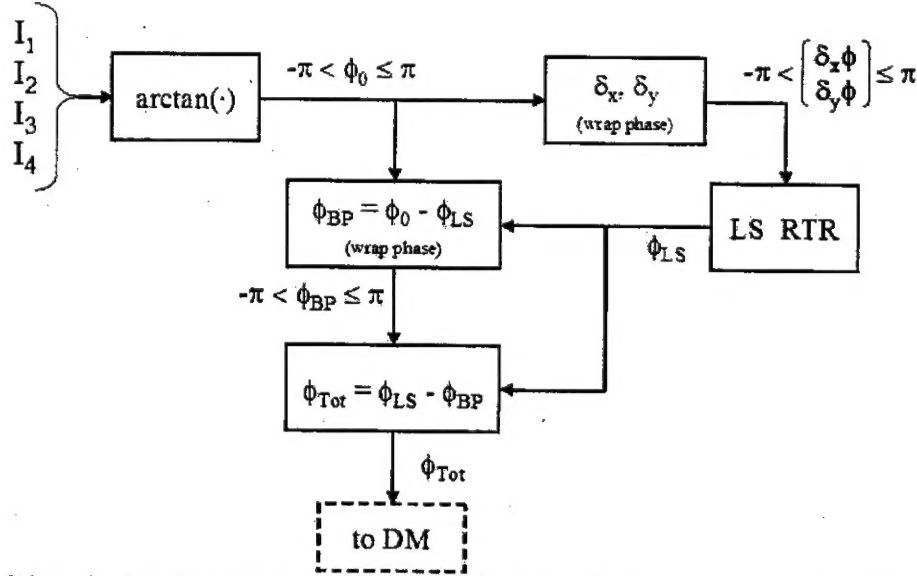 I₁
I₂
I₃
I₄
arctan(·)
-π < ϕ₀ ≤ π
δₓ, δᵧ
(wrap phase)
-π < [δₓϕ
δᵧϕ] ≤ π
ϕ_BP = ϕ₀ - ϕ_LS
(wrap phase)
LS RTR
ϕ_LS
-π < ϕ_BP ≤ π
ϕ_Tot = ϕ_LS - ϕ_BP
ϕ_Tot
to DM